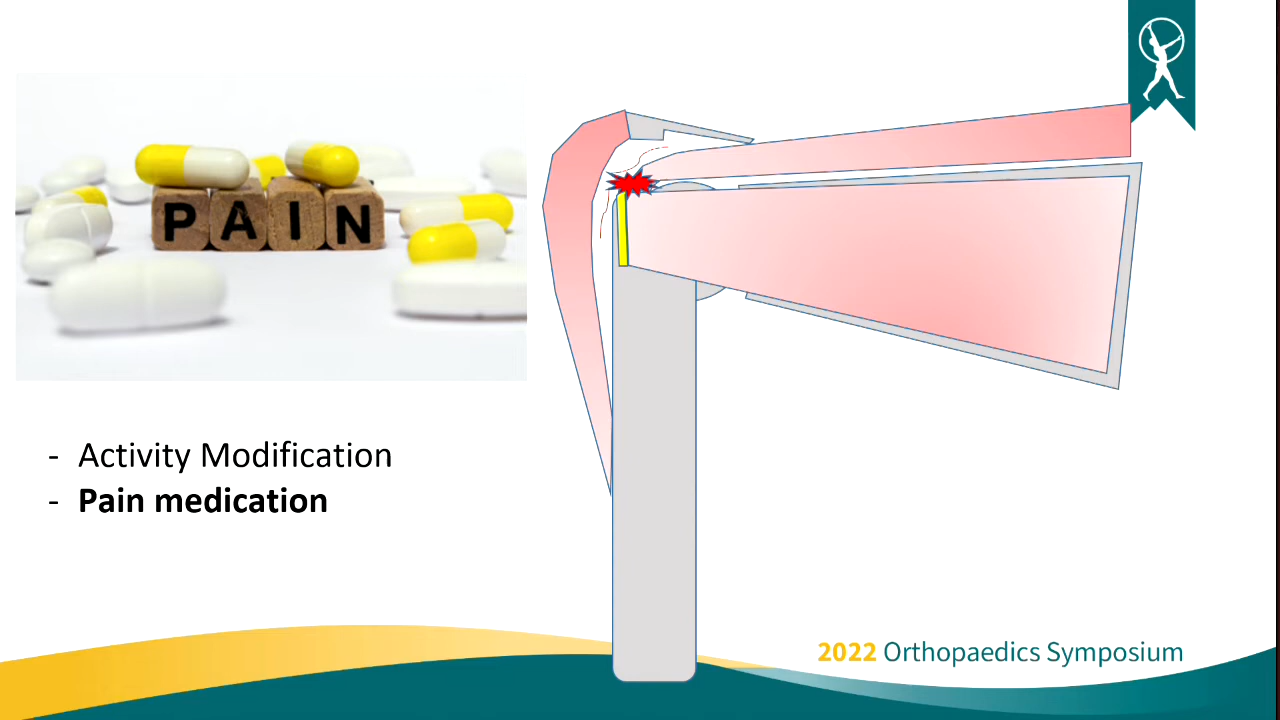 PAIN
- Activity Modification
- Pain medication
2022 Orthopaedics Symposium